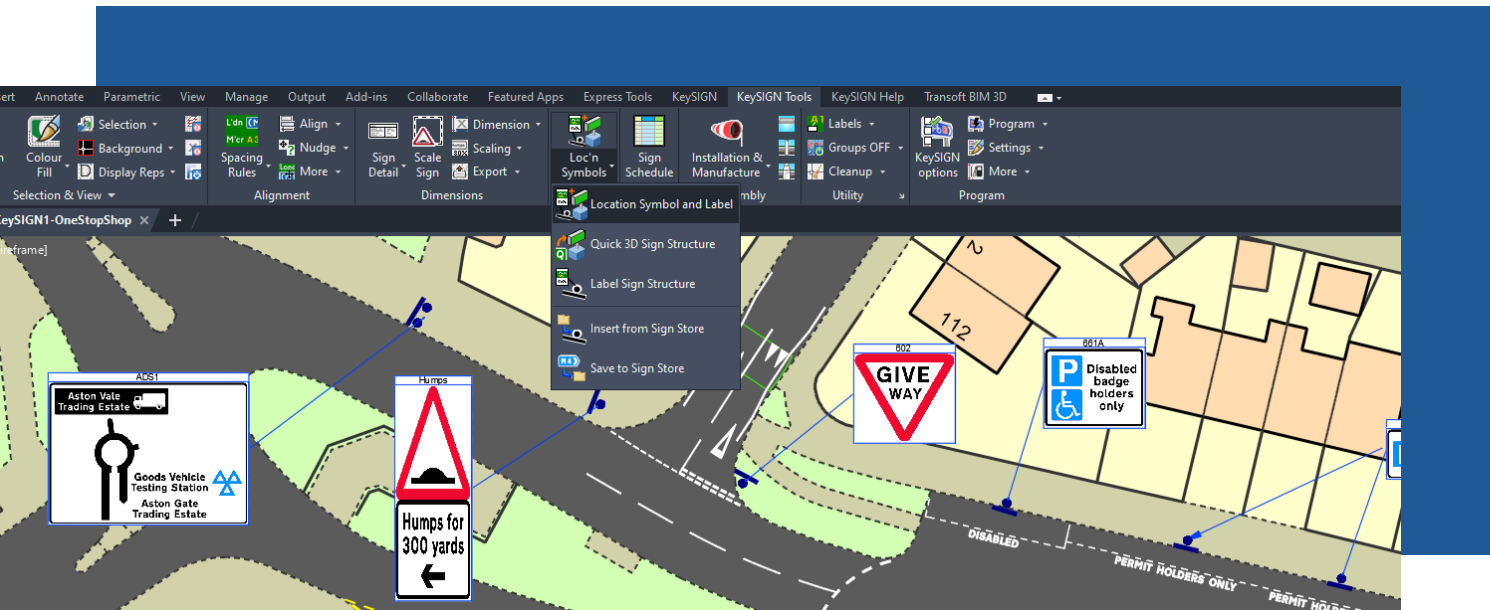 sert Annotate Parametric View Manage Output Add-ins Collaborate Featured Apps Express Tools KeySIGN KeySIGN Tools KeySIGN Help Transoft BIM 3D
Colour
Fill
Selection
Background
Display Reps
Selection & View
L'dn
M'cr A3
Spacing
Rules
Align
Nudge
More
Alignment
Sign
Detail
Scale
Sign
Dimension
Scaling
Export
Dimensions
Loc'n
Symbols
Sign
Schedule
Installation &
Manufacture
mbly
Labels
Groups OFF
Cleanup
Utility
KeySIGN
options
Program
Settings
More
Program
KeySIGN1-OneStopShop
ireframe]
Location Symbol and Label
Quick 3D Sign Structure
Label Sign Structure
Insert from Sign Store
Save to Sign Store
ADS1
Aston Vale
Trading Estate
Goods Vehicle
Testing Station
Aston Gate
Trading Estate
Humps
Humps for
300 yards
602
GIVE
WAY
661A
P
Disabled
badge
holders
only
2
112
DISABLED
PERMIT HOLDERS ONLY
PERMIT HOL